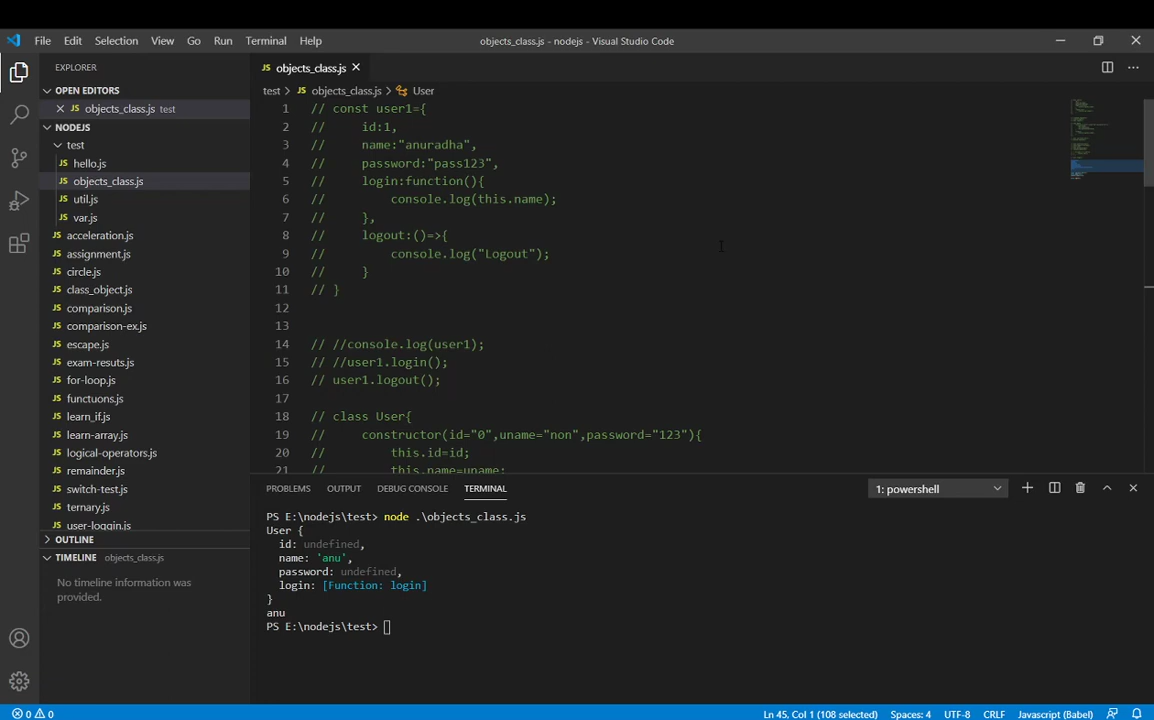 File Edit Selection View Go Run Terminal Help
objects_class.js - nodejs - Visual Studio Code
EXPLORER
OPEN EDITORS
JS objects_class.js test
NODEJS
test
JS hello.js
JS objects_class.js
JS util.js
JS var.js
JS acceleration.js
JS assignment.js
JS circle.js
JS class_object.js
JS comparison.js
JS comparison-ex.js
JS escape.js
JS exam-resuts.js
JS for-loop.js
JS functuons.js
JS learn_if.js
JS learn-array.js
JS logical-operators.js
JS remainder.js
JS switch-test.js
JS ternary.js
JS user-loggin.js
OUTLINE
TIMELINE objects_class.js
No timeline information was
provided.
JS objects_class.js
test > JS objects_class.js > User
1 // const user1={
2 //     id:1,
3 //     name:"anuradha",
4 //     password:"pass123",
5 //     login:function(){
6 //         console.log(this.name);
7 //     },
8 //     logout:()=>{
9 //         console.log("Logout");
10 //     }
11 // }
12
13
14 // //console.log(user1);
15 // //user1.login();
16 // user1.logout();
17
18 // class User{
19 //     constructor(id="0",uname="non",password="123"){
20 //         this.id=id;
21 //         this.name=uname;
PROBLEMS OUTPUT DEBUG CONSOLE TERMINAL
1: powershell
PS E:\nodejs\test> node .\objects_class.js
User {
  id: undefined,
  name: 'anu',
  password: undefined,
  login: [Function: login]
}
anu
PS E:\nodejs\test>
0 0 Ln 45, Col 1 (108 selected) Spaces: 4 UTF-8 CRLF Javascript (Babel)